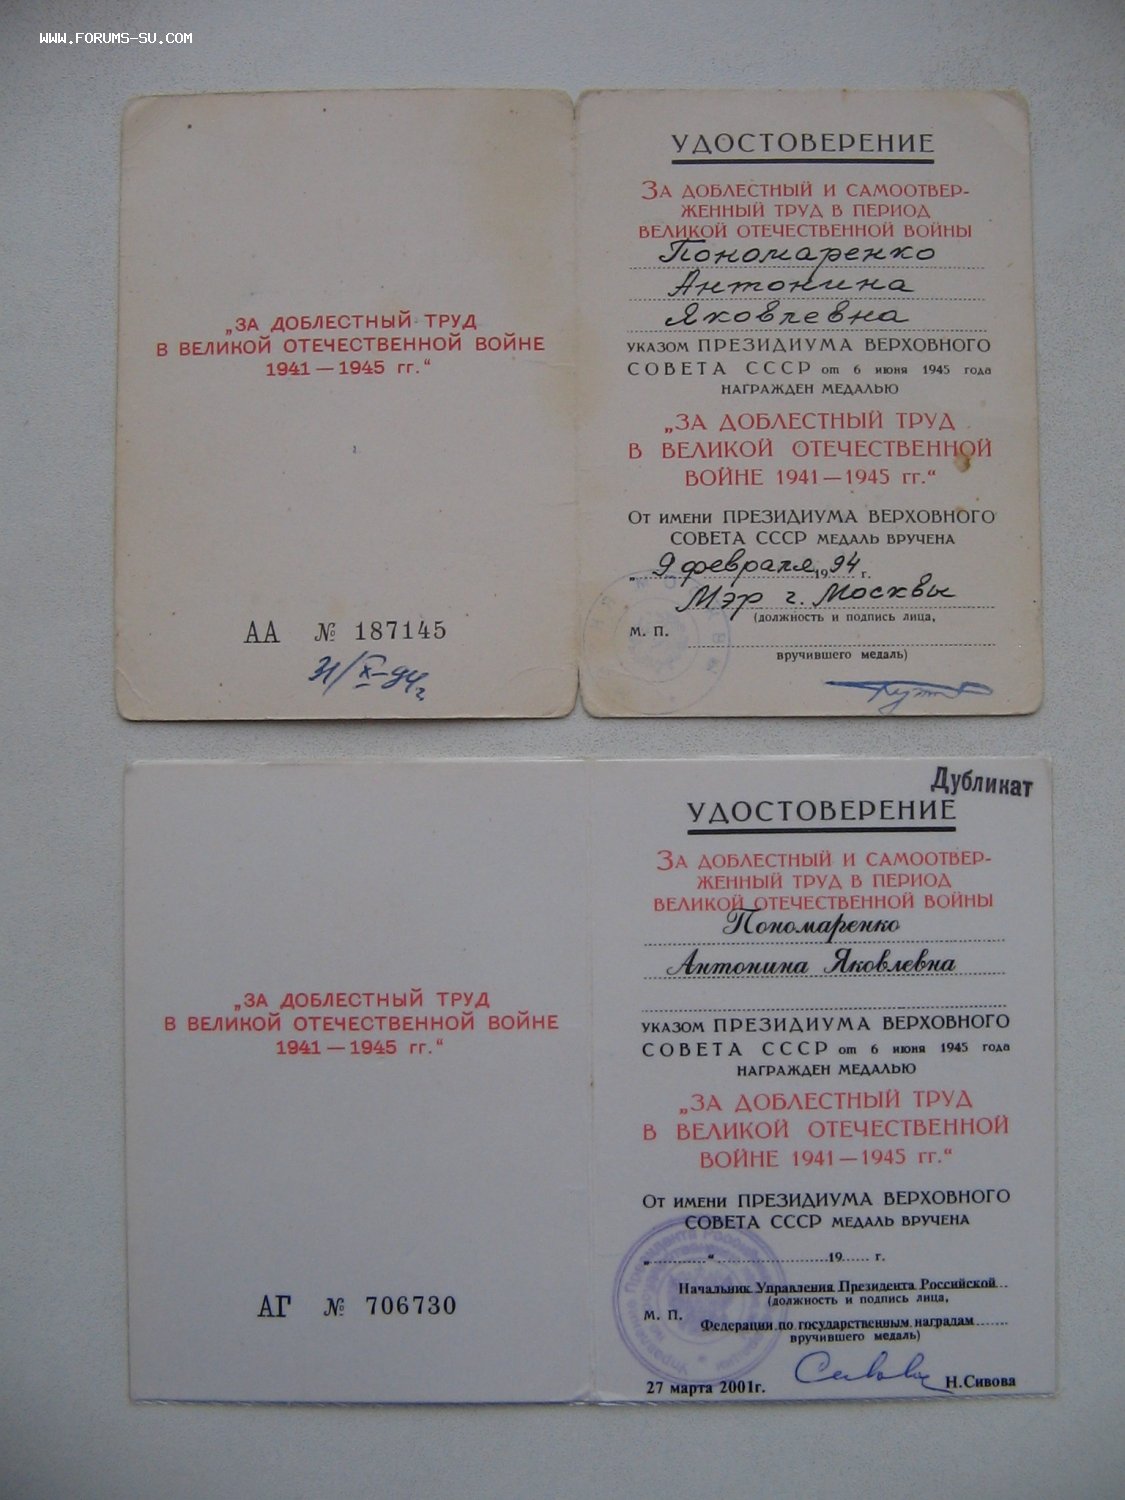 WWW.FORUMS-SU.COM
„ЗА ДОБЛЕСТНЫЙ ТРУД
В ВЕЛИКОЙ ОТЕЧЕСТВЕННОЙ ВОЙНЕ
1941 — 1945 гг.“
АА № 187145
31/X-94г.
УДОСТОВЕРЕНИЕ
ЗА ДОБЛЕСТНЫЙ И САМООТВЕР-
ЖЕННЫЙ ТРУД В ПЕРИОД
ВЕЛИКОЙ ОТЕЧЕСТВЕННОЙ ВОЙНЫ
Пономаренко
Антонина
Яковлевна
УКАЗОМ ПРЕЗИДИУМА ВЕРХОВНОГО
СОВЕТА СССР от 6 июня 1945 года
НАГРАЖДЕН МЕДАЛЬЮ
„ЗА ДОБЛЕСТНЫЙ ТРУД
В ВЕЛИКОЙ ОТЕЧЕСТВЕННОЙ
ВОЙНЕ 1941 — 1945 гг.“
ОТ ИМЕНИ ПРЕЗИДИУМА ВЕРХОВНОГО
СОВЕТА СССР МЕДАЛЬ ВРУЧЕНА
„ 9 февраля 1994 г.
Мэр г. Москвы
(должность и подпись лица,
М. П.
вручившего медаль)
„ЗА ДОБЛЕСТНЫЙ ТРУД
В ВЕЛИКОЙ ОТЕЧЕСТВЕННОЙ ВОЙНЕ
1941 — 1945 гг.“
АГ № 706730
Дубликат
УДОСТОВЕРЕНИЕ
ЗА ДОБЛЕСТНЫЙ И САМООТВЕР-
ЖЕННЫЙ ТРУД В ПЕРИОД
ВЕЛИКОЙ ОТЕЧЕСТВЕННОЙ ВОЙНЫ
Пономаренко
Антонина Яковлевна
УКАЗОМ ПРЕЗИДИУМА ВЕРХОВНОГО
СОВЕТА СССР от 6 июня 1945 года
НАГРАЖДЕН МЕДАЛЬЮ
„ЗА ДОБЛЕСТНЫЙ ТРУД
В ВЕЛИКОЙ ОТЕЧЕСТВЕННОЙ
ВОЙНЕ 1941 — 1945 гг.“
ОТ ИМЕНИ ПРЕЗИДИУМА ВЕРХОВНОГО
СОВЕТА СССР МЕДАЛЬ ВРУЧЕНА
„..........“....................19...... г.
Начальник Управления Президента Российской
(должность и подпись лица,
М. П.
Федерации по государственным наградам
вручившего медаль)
27 марта 2001г. Н.Сивова